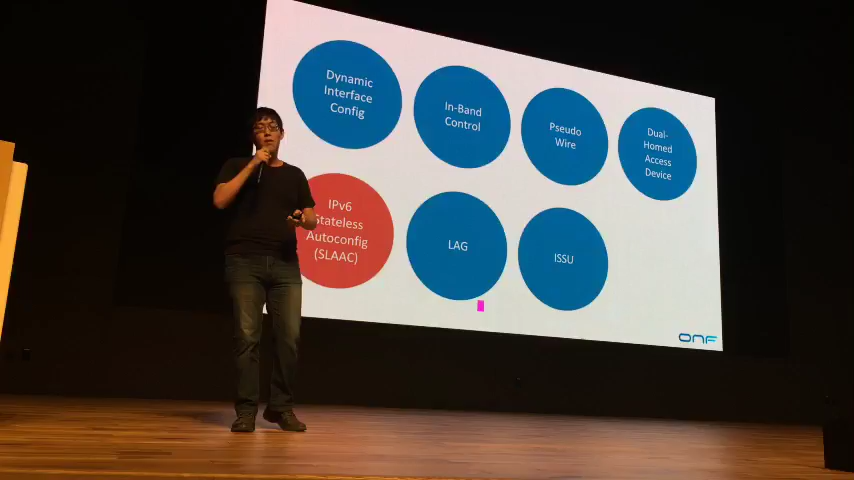 Dynamic
Interface
Config
In-Band
Control
Pseudo
Wire
Dual-
Homed
Access
Device
IPv6
Stateless
Autoconfig
(SLAAC)
LAG
ISSU
ONF